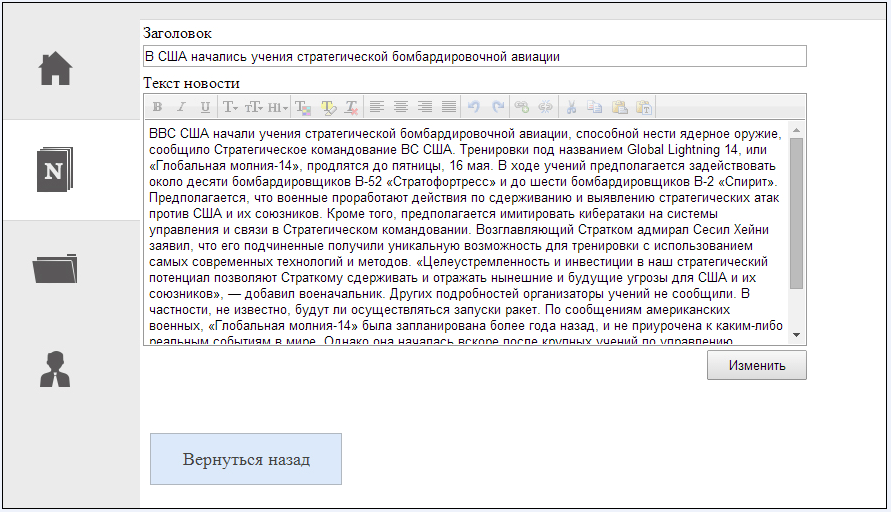 Заголовок
В США начались учения стратегической бомбардировочной авиации
Текст новости
B I U T тT H1 T T T
N
ВВС США начали учения стратегической бомбардировочной авиации, способной нести ядерное оружие,
сообщило Стратегическое командование ВС США. Тренировки под названием Global Lightning 14, или
«Глобальная молния-14», продлятся до пятницы, 16 мая. В ходе учений предполагается задействовать
около десяти бомбардировщиков B-52 «Стратофортресс» и до шести бомбардировщиков B-2 «Спирит».
Предполагается, что военные проработают действия по сдерживанию и выявлению стратегических атак
против США и их союзников. Кроме того, предполагается имитировать кибератаки на системы
управления и связи в Стратегическом командовании. Возглавляющий Стратком адмирал Сесил Хейни
заявил, что его подчиненные получили уникальную возможность для тренировки с использованием
самых современных технологий и методов. «Целеустремленность и инвестиции в наш стратегический
потенциал позволяют Страткому сдерживать и отражать нынешние и будущие угрозы для США и их
союзников», — добавил военачальник. Других подробностей организаторы учений не сообщили. В
частности, не известно, будут ли осуществляться запуски ракет. По сообщениям американских
военных, «Глобальная молния-14» была запланирована более года назад, и не приурочена к каким-либо
реальным событиям в мире. Однако она началась вскоре после крупных учений по управлению
Изменить
Вернуться назад